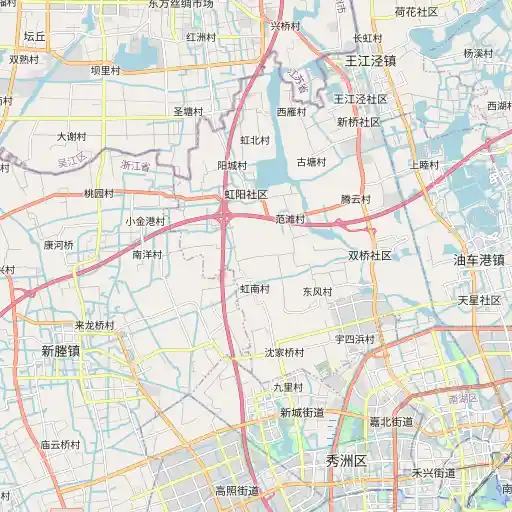 东方丝绸市场
荷花社区
兴桥村
坛丘
红洲村
长虹村
双熟村
王江泾镇
杨溪村
坝里村
江苏省
王江泾社区
西湖村
圣塘村
西雁村
新桥村
大谢村
虹北村
吴江区
浙江省
阳城村
古塘村
上睦村
桃园村
虹阳社区
腾云村
小金港村
范滩村
康河桥
南洋村
双桥社区
油车港镇
虹南村
东风村
天星社区
来龙桥村
宇四浜村
新塍镇
沈家桥村
九里村
南湖区
新城街道
嘉北街道
庙云桥村
秀洲区
禾兴街道
高照街道